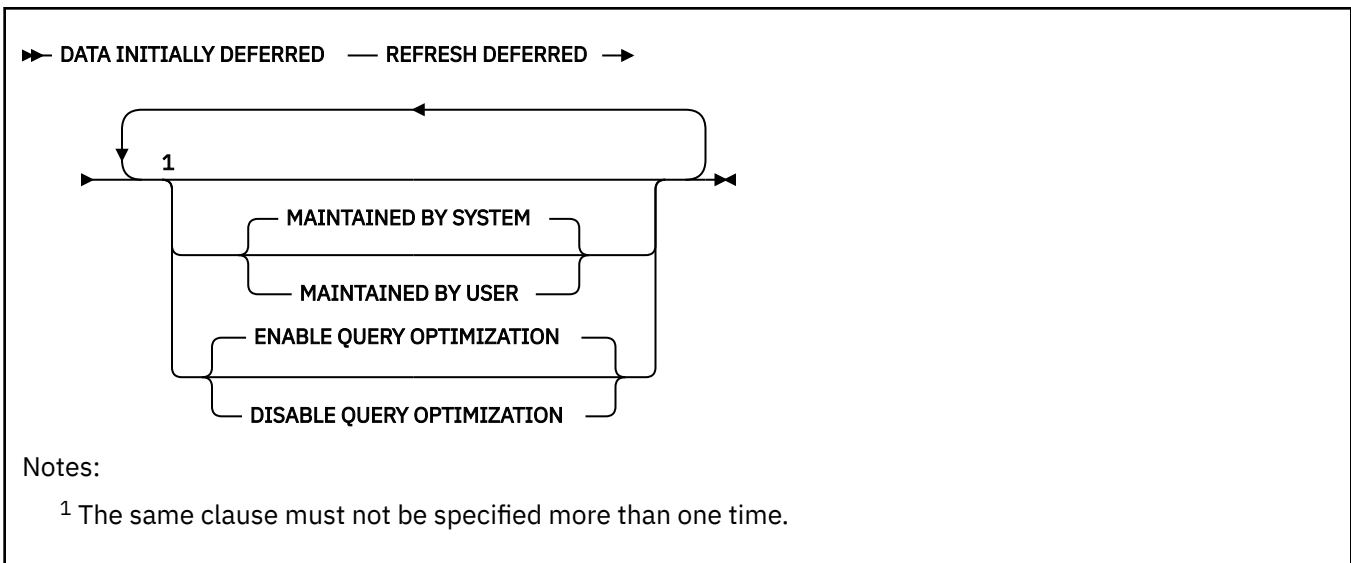 DATA INITIALLY DEFERRED REFRESH DEFERRED
1
MAINTAINED BY SYSTEM
MAINTAINED BY USER
ENABLE QUERY OPTIMIZATION
DISABLE QUERY OPTIMIZATION
Notes:
1 The same clause must not be specified more than one time.